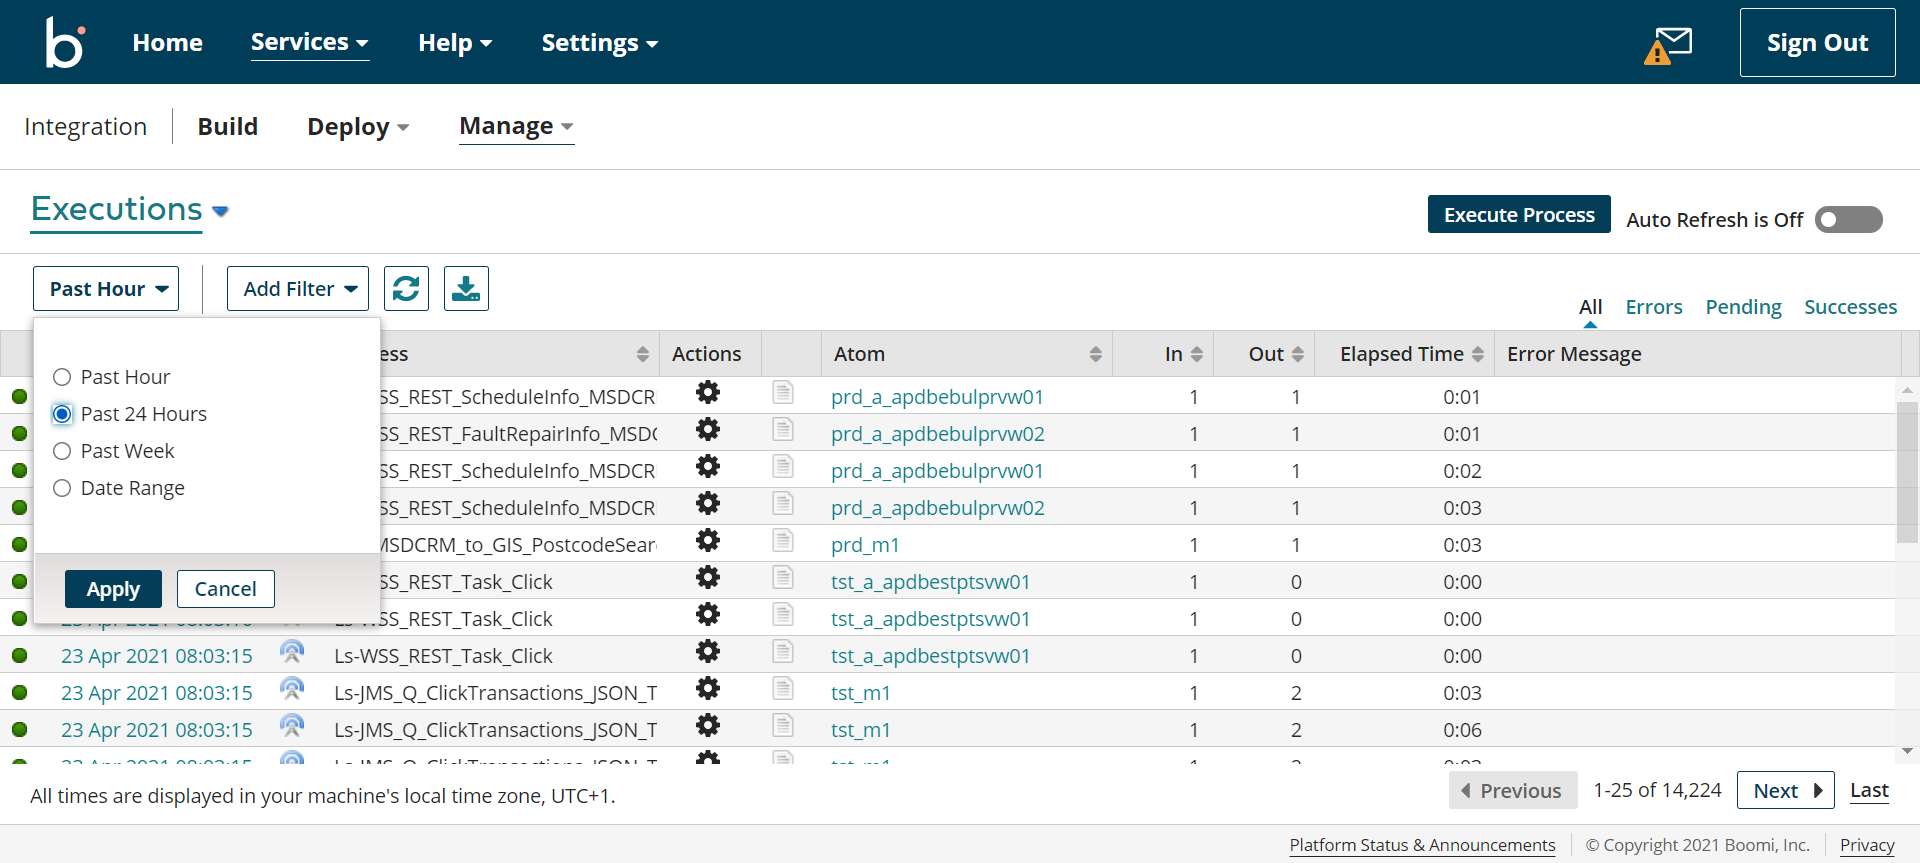 b Home Services Help Settings Sign Out
Integration Build Deploy Manage
Executions Execute Process Auto Refresh is Off
Past Hour Add Filter All Errors Pending Successes
ess Actions Atom In Out Elapsed Time Error Message
Past Hour
Past 24 Hours
Past Week
Date Range
Apply Cancel
SS_REST_ScheduleInfo_MSDCR prd_a_apdbebulprvw01 1 1 0:01
SS_REST_FaultRepairInfo_MSDC prd_a_apdbebulprvw02 1 1 0:01
SS_REST_ScheduleInfo_MSDCR prd_a_apdbebulprvw01 1 1 0:02
SS_REST_ScheduleInfo_MSDCR prd_a_apdbebulprvw02 1 1 0:03
MSDCRM_to_GIS_PostcodeSear prd_m1 1 1 0:03
SS_REST_Task_Click tst_a_apdbestptsvw01 1 0 0:00
Ls-WSS_REST_Task_Click tst_a_apdbestptsvw01 1 0 0:00
23 Apr 2021 08:03:15 Ls-WSS_REST_Task_Click tst_a_apdbestptsvw01 1 0 0:00
23 Apr 2021 08:03:15 Ls-JMS_Q_ClickTransactions_JSON_T tst_m1 1 2 0:03
23 Apr 2021 08:03:15 Ls-JMS_Q_ClickTransactions_JSON_T tst_m1 1 2 0:06
All times are displayed in your machine's local time zone, UTC+1. Previous 1-25 of 14,224 Next Last
Platform Status & Announcements © Copyright 2021 Boomi, Inc. Privacy